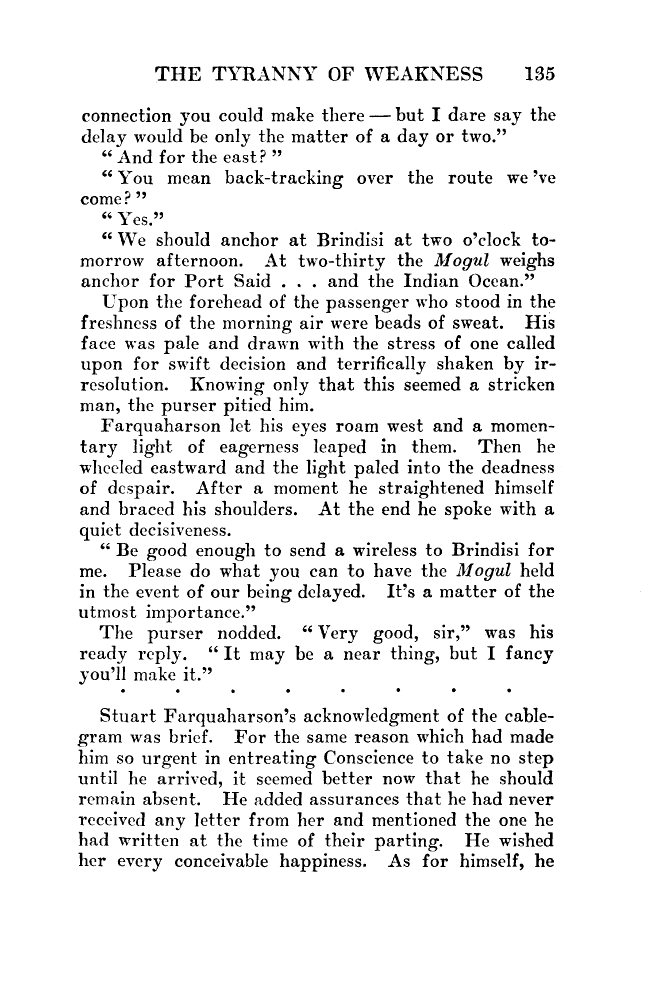 THE TYRANNY OF WEAKNESS 135
connection you could make there — but I dare say the
delay would be only the matter of a day or two."
" And for the east? "
" You mean back-tracking over the route we 've
come? "
" Yes."
" We should anchor at Brindisi at two o'clock to-
morrow afternoon. At two-thirty the Mogul weighs
anchor for Port Said . . . and the Indian Ocean."
Upon the forehead of the passenger who stood in the
freshness of the morning air were beads of sweat. His
face was pale and drawn with the stress of one called
upon for swift decision and terrifically shaken by ir-
resolution. Knowing only that this seemed a stricken
man, the purser pitied him.
Farquaharson let his eyes roam west and a momen-
tary light of eagerness leaped in them. Then he
wheeled eastward and the light paled into the deadness
of despair. After a moment he straightened himself
and braced his shoulders. At the end he spoke with a
quiet decisiveness.
" Be good enough to send a wireless to Brindisi for
me. Please do what you can to have the Mogul held
in the event of our being delayed. It's a matter of the
utmost importance."
The purser nodded. " Very good, sir," was his
ready reply. " It may be a near thing, but I fancy
you'll make it."
. . . . . . . .
Stuart Farquaharson's acknowledgment of the cable-
gram was brief. For the same reason which had made
him so urgent in entreating Conscience to take no step
until he arrived, it seemed better now that he should
remain absent. He added assurances that he had never
received any letter from her and mentioned the one he
had written at the time of their parting. He wished
her every conceivable happiness. As for himself, he